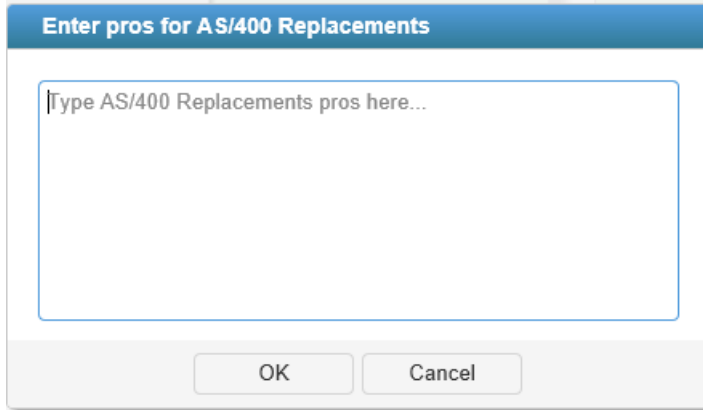 Enter pros for AS/400 Replacements
Type AS/400 Replacements pros here...
OK
Cancel